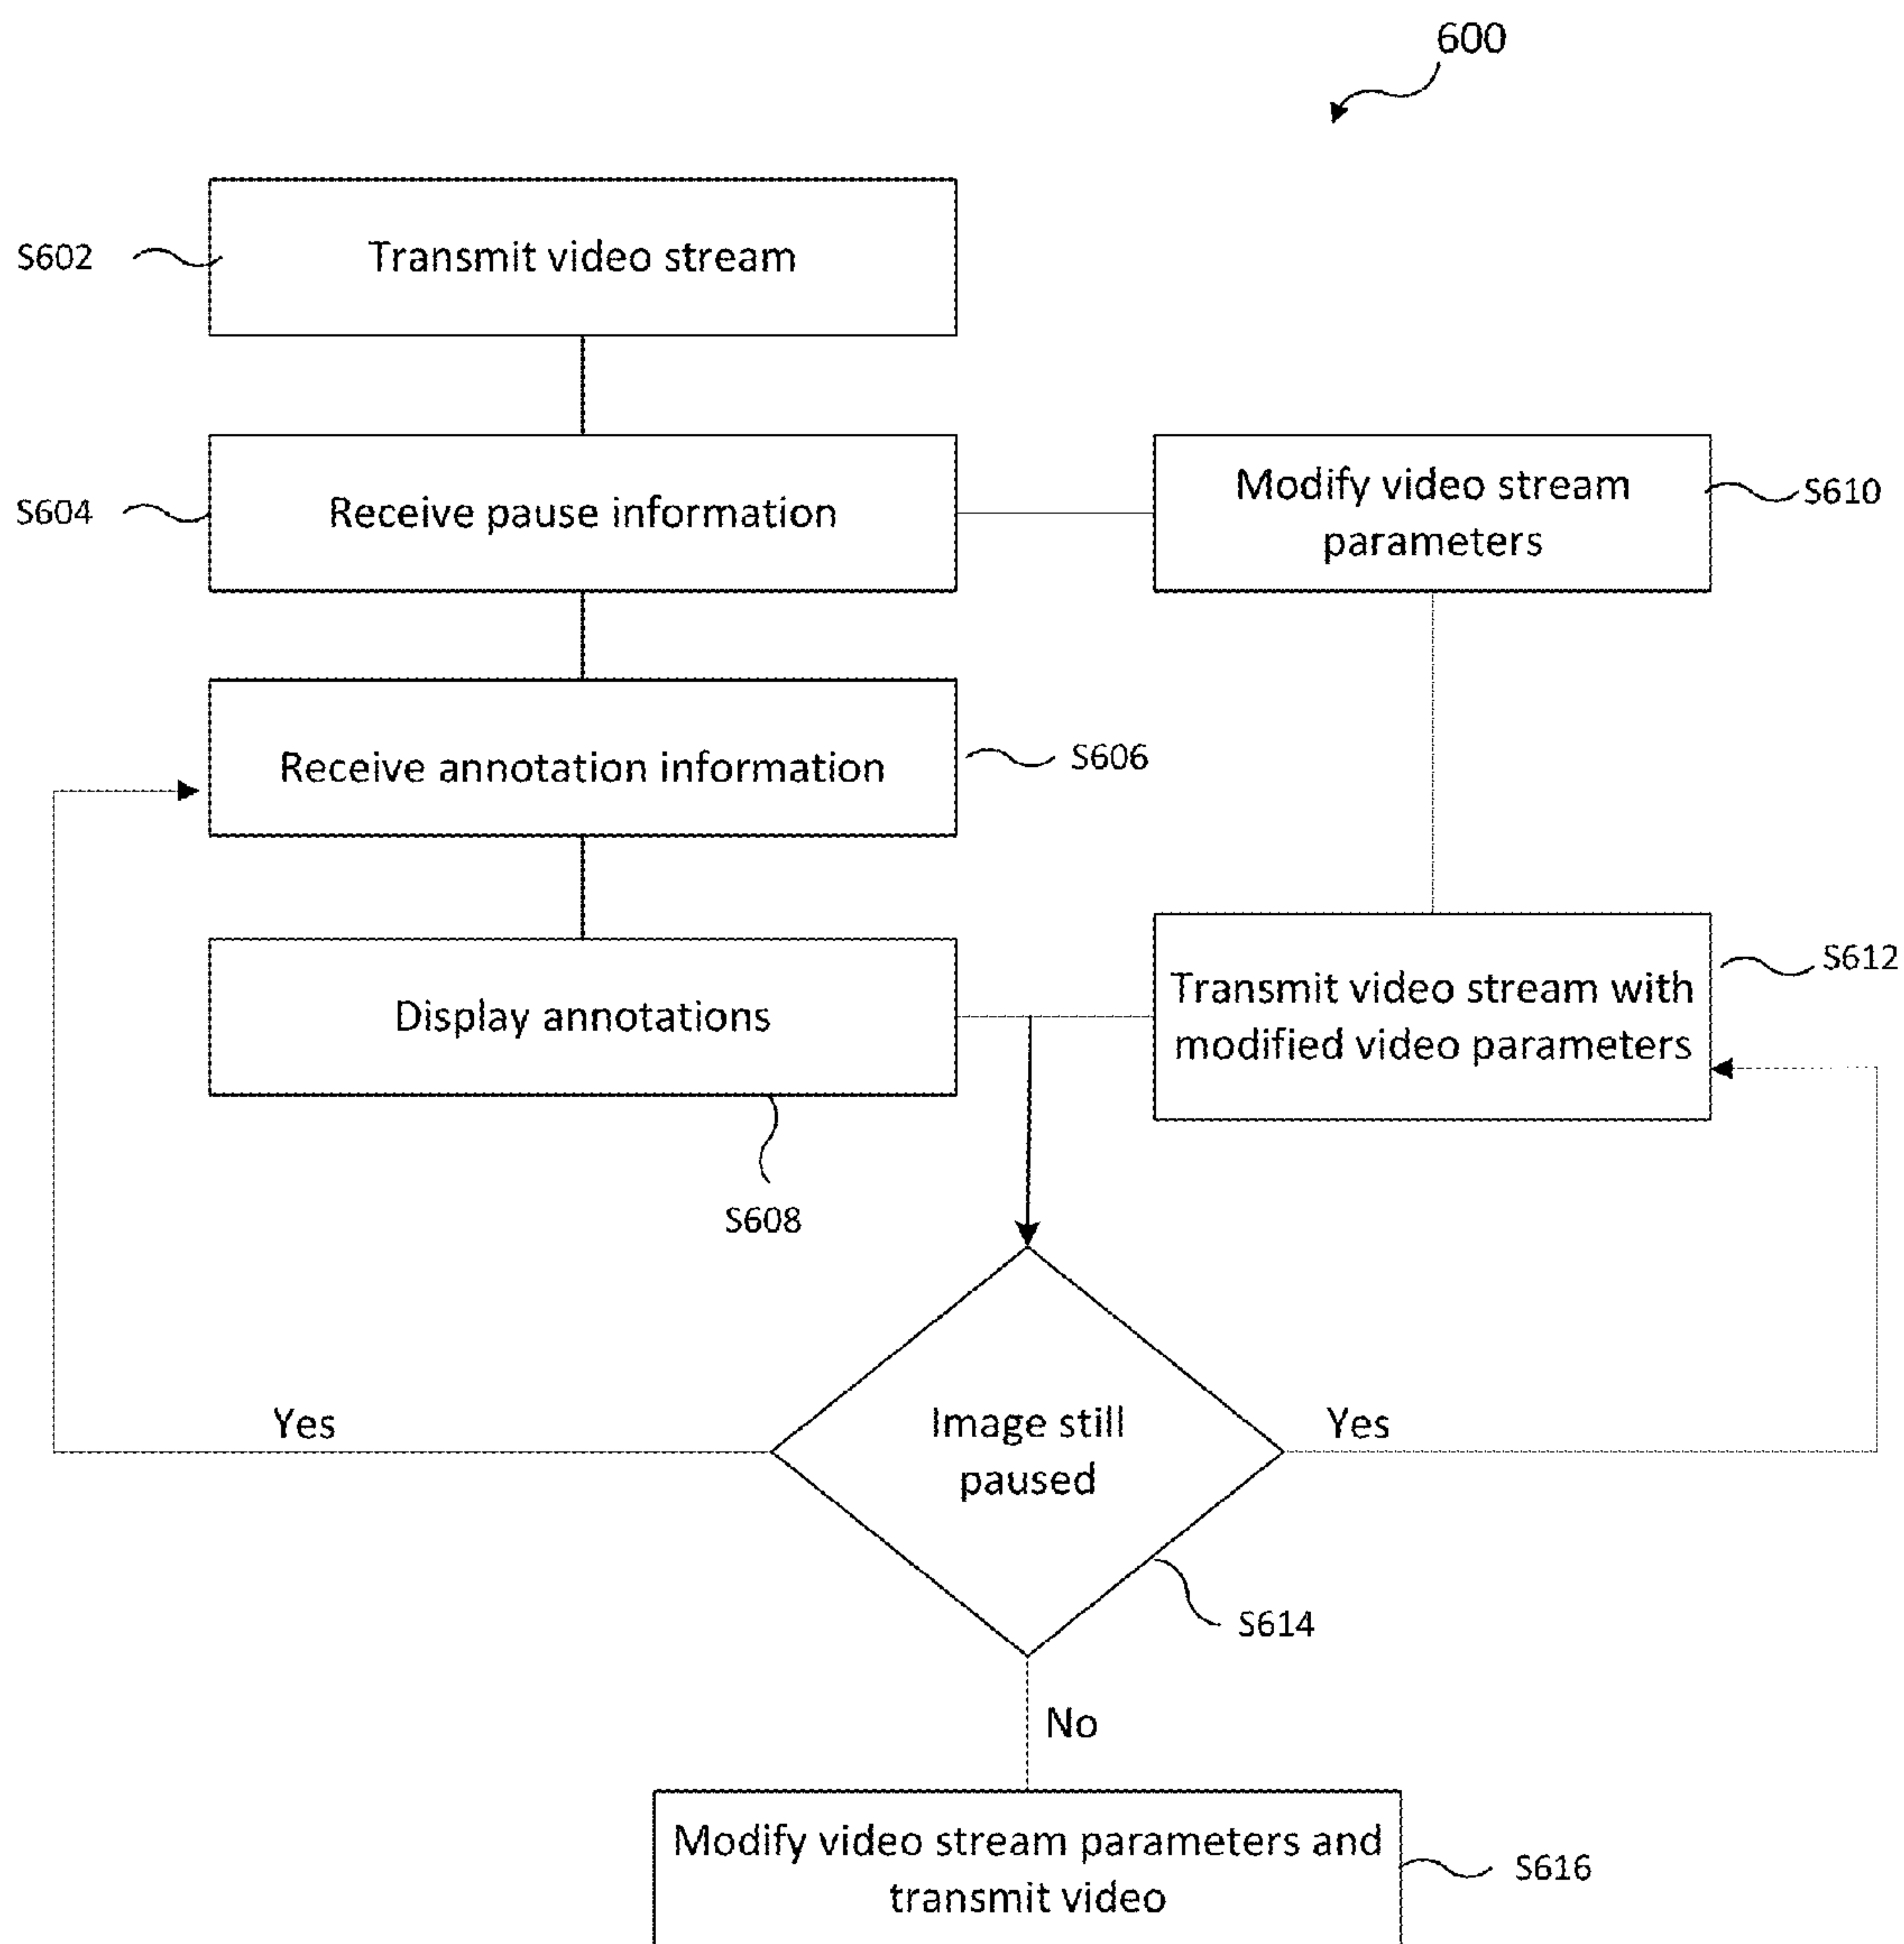 600
S602
Transmit video stream
S604
Receive pause information
Modify video stream
parameters
S610
Receive annotation information
S606
Display annotations
S608
Transmit video stream with
modified video parameters
S612
Image still
paused
Yes
Yes
S614
No
Modify video stream parameters and
transmit video
S616